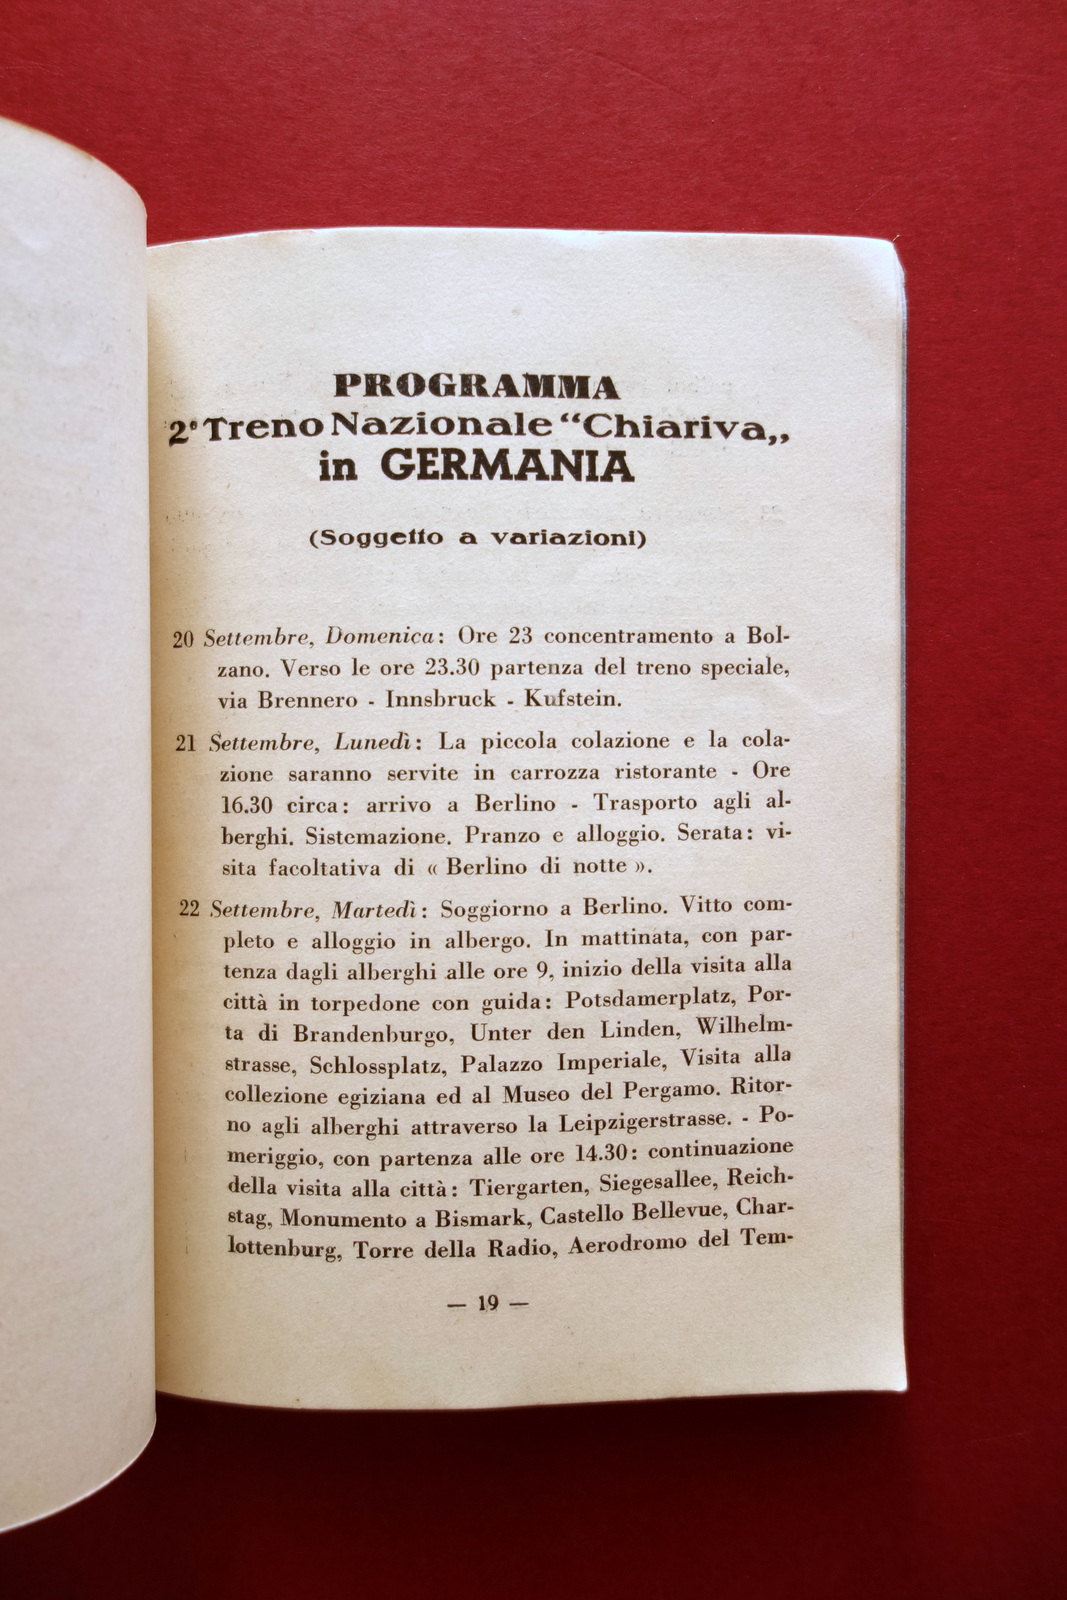 PROGRAMMA
2° Treno Nazionale “Chiariva„
in GERMANIA
(Soggetto a variazioni)
20 Settembre, Domenica: Ore 23 concentramento a Bol-
zano. Verso le ore 23.30 partenza del treno speciale,
via Brennero - Innsbruck - Kufstein.
21 Settembre, Lunedì: La piccola colazione e la cola-
zione saranno servite in carrozza ristorante - Ore
16.30 circa: arrivo a Berlino - Trasporto agli al-
berghi. Sistemazione. Pranzo e alloggio. Serata: vi-
sita facoltativa di « Berlino di notte ».
22 Settembre, Martedì: Soggiorno a Berlino. Vitto com-
pleto e alloggio in albergo. In mattinata, con par-
tenza dagli alberghi alle ore 9, inizio della visita alla
città in torpedone con guida: Potsdamerplatz, Por-
ta di Brandenburgo, Unter den Linden, Wilhelm-
strasse, Schlossplatz, Palazzo Imperiale, Visita alla
collezione egiziana ed al Museo del Pergamo. Ritor-
no agli alberghi attraverso la Leipzigerstrasse. - Po-
meriggio, con partenza alle ore 14.30: continuazione
della visita alla città: Tiergarten, Siegesallee, Reich-
stag, Monumento a Bismark, Castello Bellevue, Char-
lottenburg, Torre della Radio, Aerodromo del Tem-
— 19 —